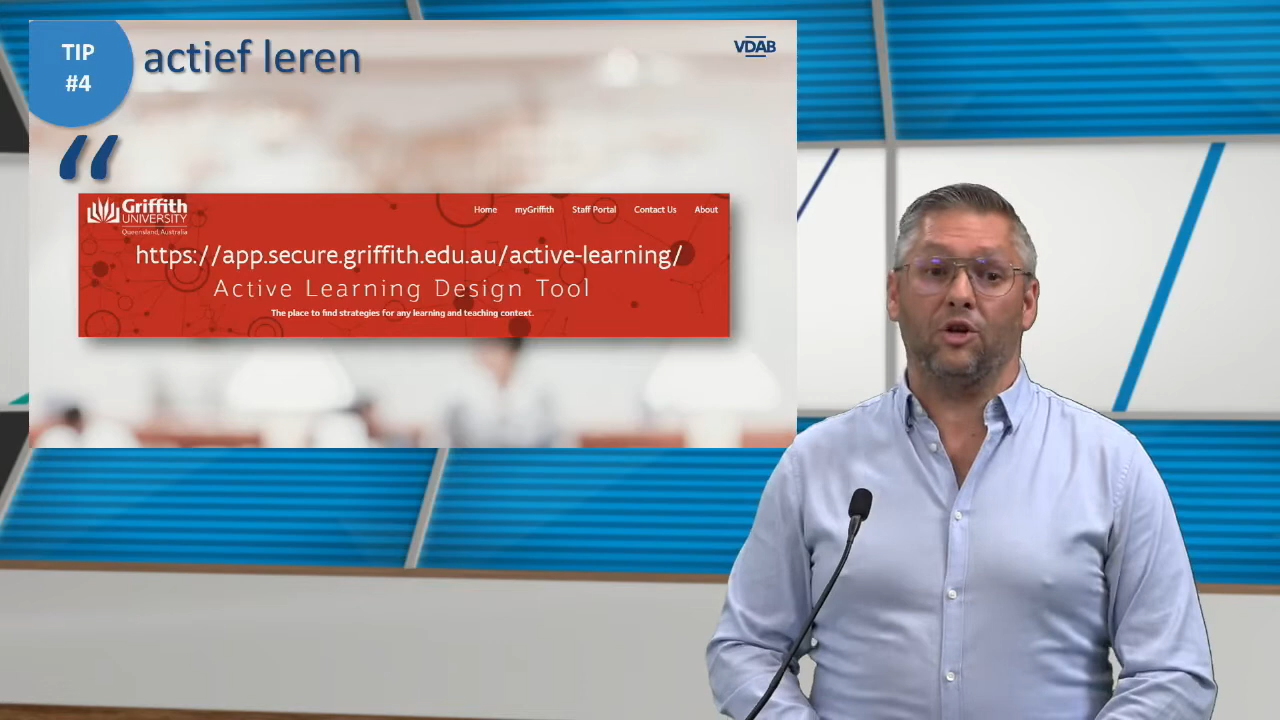 TIP
#4
actief leren
VDAB
“
Griffith
UNIVERSITY
Queensland, Australia
Home myGriffith Staff Portal Contact Us About
https://app.secure.griffith.edu.au/active-learning/
Active Learning Design Tool
The place to find strategies for any learning and teaching context.